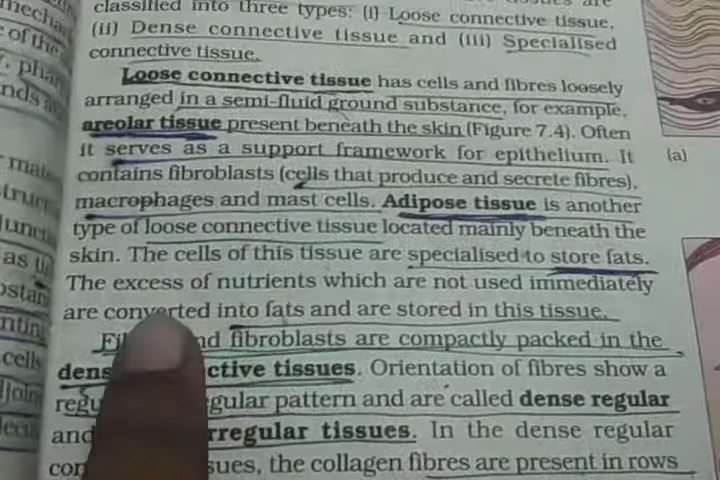 classified into three types: (i) Loose connective tissue,
(ii) Dense connective tissue and (iii) Specialised
connective tissue.
Loose connective tissue has cells and fibres loosely
arranged in a semi-fluid ground substance, for example,
areolar tissue present beneath the skin (Figure 7.4). Often
it serves as a support framework for epithelium. It
contains fibroblasts (cells that produce and secrete fibres),
macrophages and mast cells. Adipose tissue is another
type of loose connective tissue located mainly beneath the
skin. The cells of this tissue are specialised to store fats.
The excess of nutrients which are not used immediately
are converted into fats and are stored in this tissue.
fibroblasts are compactly packed in the
tissues. Orientation of fibres show a
pattern and are called dense regular
and tissues. In the dense regular
the collagen fibres are present in rows
(a)
of the
as
cells